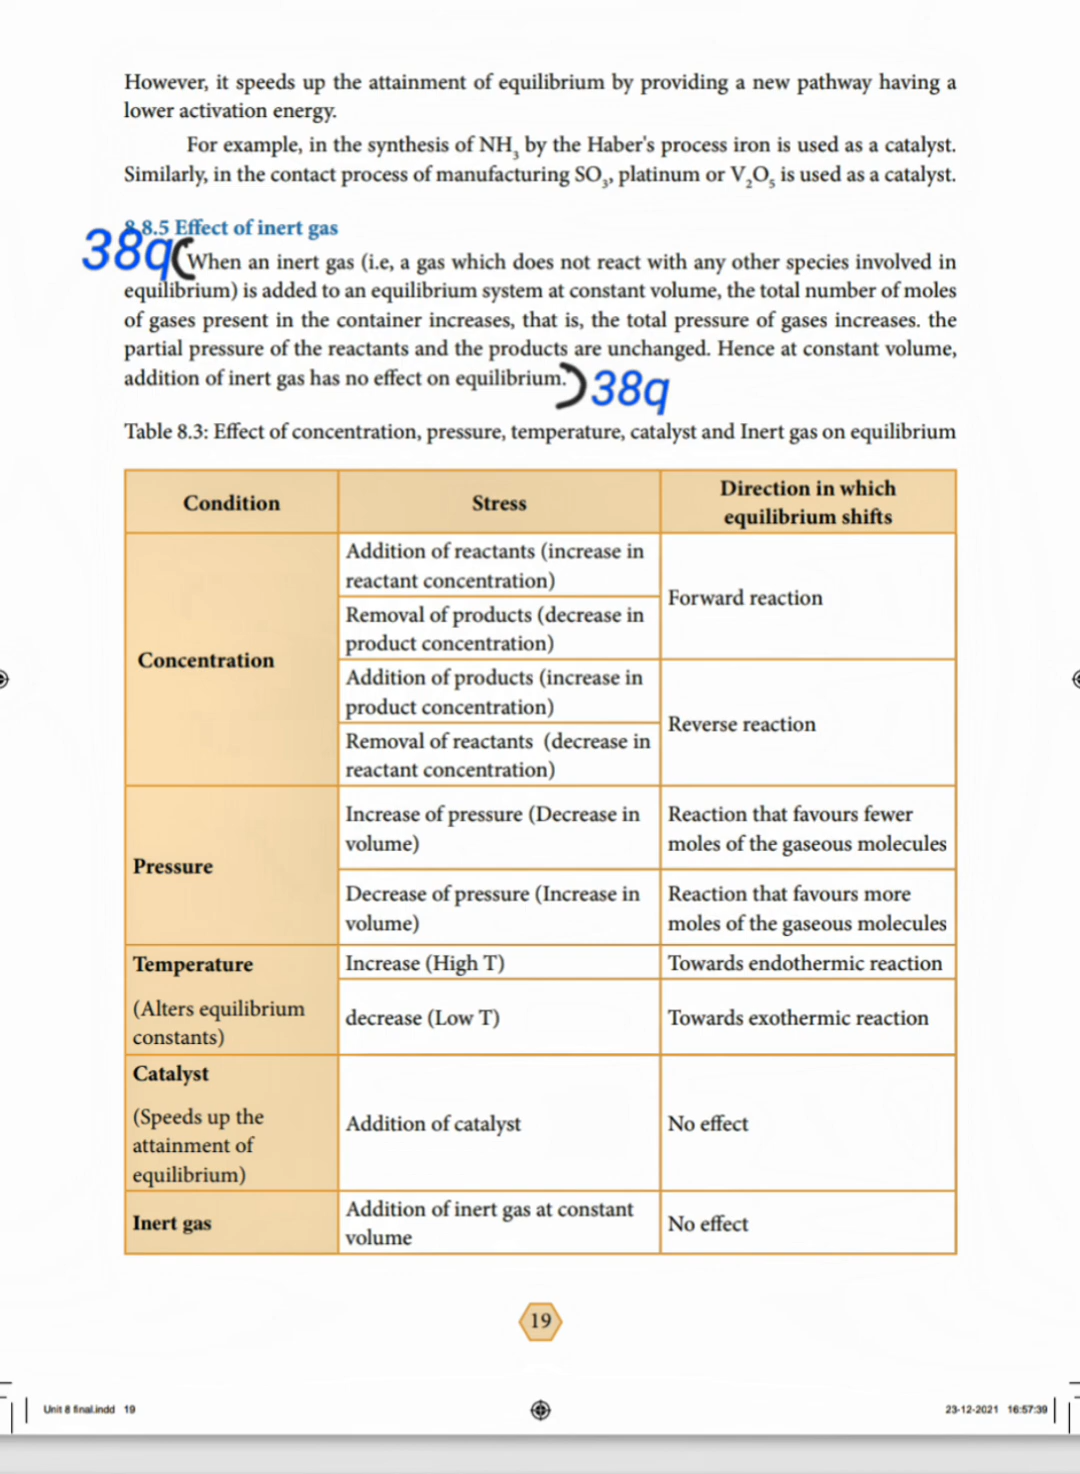 However, it speeds up the attainment of equilibrium by providing a new pathway having a
lower activation energy.
For example, in the synthesis of NH₃ by the Haber's process iron is used as a catalyst.
Similarly, in the contact process of manufacturing SO₃, platinum or V₂O₅ is used as a catalyst.
8.8.5 Effect of inert gas
38q( When an inert gas (i.e, a gas which does not react with any other species involved in
equilibrium) is added to an equilibrium system at constant volume, the total number of moles
of gases present in the container increases, that is, the total pressure of gases increases. the
partial pressure of the reactants and the products are unchanged. Hence at constant volume,
addition of inert gas has no effect on equilibrium. ) 38q
Table 8.3: Effect of concentration, pressure, temperature, catalyst and Inert gas on equilibrium
Condition
Stress
Direction in which
equilibrium shifts
Concentration
Addition of reactants (increase in
reactant concentration)
Removal of products (decrease in
product concentration)
Forward reaction
Addition of products (increase in
product concentration)
Removal of reactants (decrease in
reactant concentration)
Reverse reaction
Pressure
Increase of pressure (Decrease in
volume)
Reaction that favours fewer
moles of the gaseous molecules
Decrease of pressure (Increase in
volume)
Reaction that favours more
moles of the gaseous molecules
Temperature
(Alters equilibrium
constants)
Increase (High T)
Towards endothermic reaction
decrease (Low T)
Towards exothermic reaction
Catalyst
(Speeds up the
attainment of
equilibrium)
Addition of catalyst
No effect
Inert gas
Addition of inert gas at constant
volume
No effect
19
Unit 8 final.indd 19
23-12-2021 16:57:39